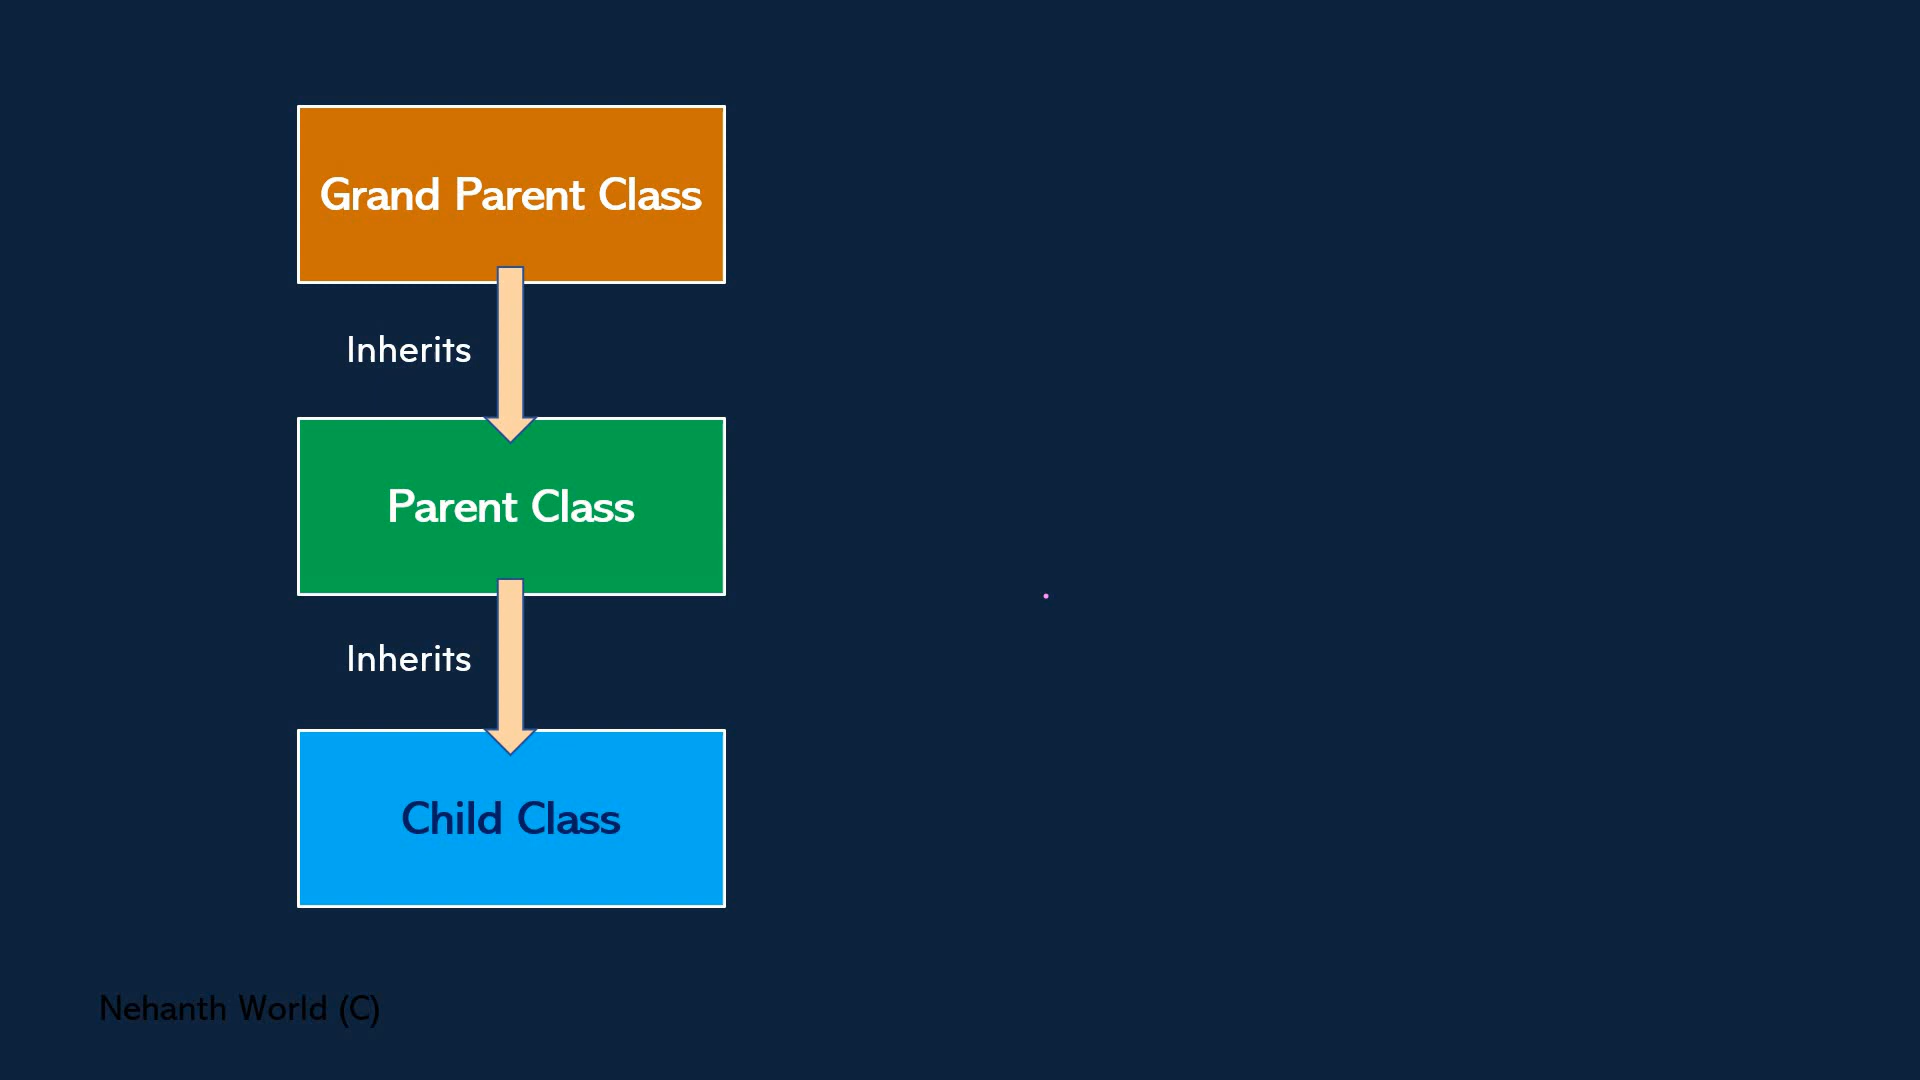 Grand Parent Class
Inherits
Parent Class
Inherits
Child Class
Nehanth World (C)